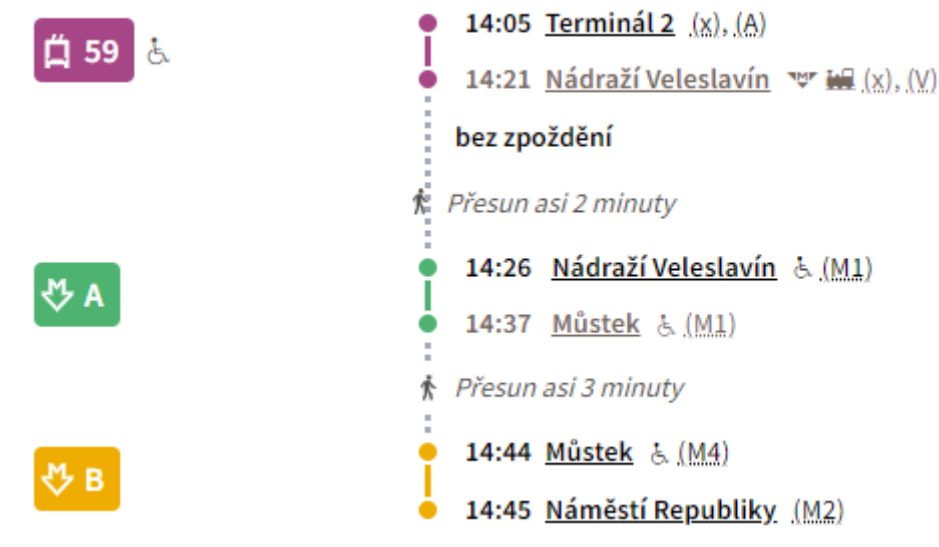 59 14:05 Terminál 2 (x), (A)
14:21 Nádraží Veleslavín M (x), (V)
bez zpoždění
Přesun asi 2 minuty
M A 14:26 Nádraží Veleslavín (M1)
14:37 Můstek (M1)
Přesun asi 3 minuty
M B 14:44 Můstek (M4)
14:45 Náměstí Republiky (M2)